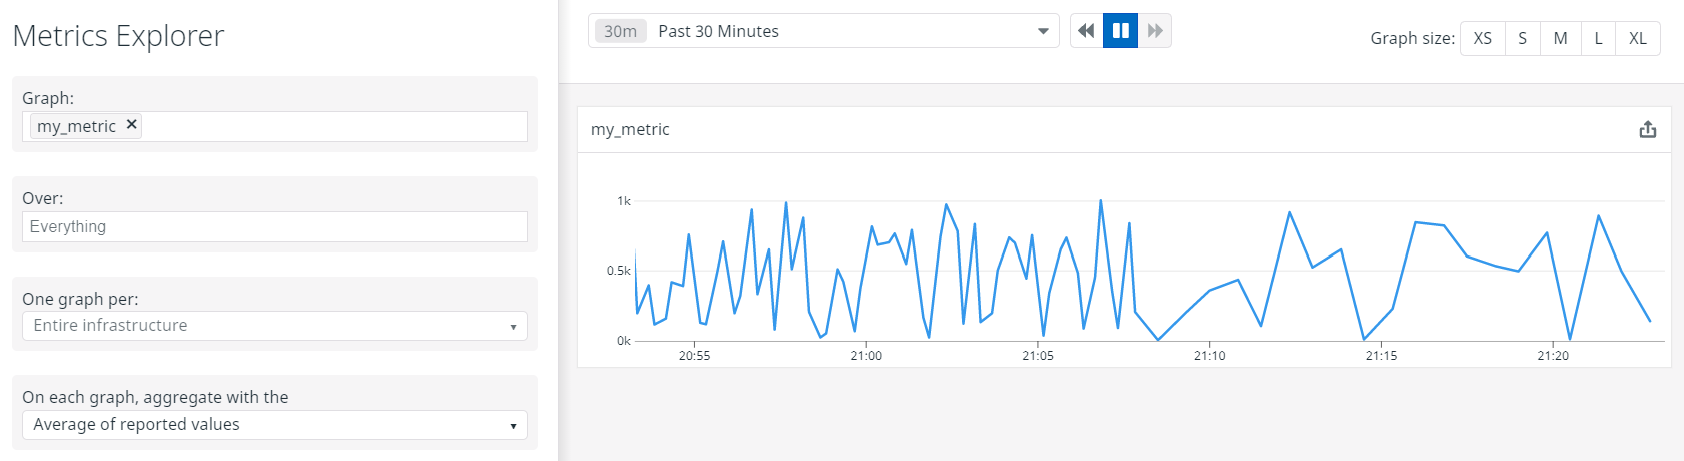 Metrics Explorer
Graph:
my_metric ×
Over:
Everything
One graph per:
Entire infrastructure
On each graph, aggregate with the
Average of reported values
30m Past 30 Minutes
Graph size: XS S M L XL
my_metric
1k
0.5k
0k
20:55 21:00 21:05 21:10 21:15 21:20